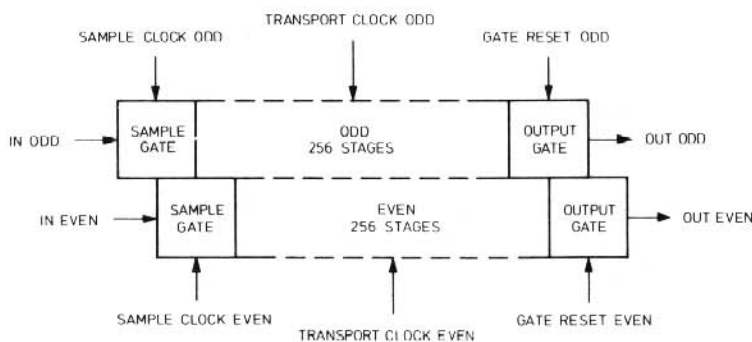 TRANSPORT CLOCK ODD
SAMPLE CLOCK ODD
GATE RESET ODD
IN ODD
SAMPLE
GATE
ODD
256 STAGES
OUTPUT
GATE
OUT ODD
IN EVEN
SAMPLE
GATE
EVEN
256 STAGES
OUTPUT
GATE
OUT EVEN
SAMPLE CLOCK EVEN
TRANSPORT CLOCK EVEN
GATE RESET EVEN